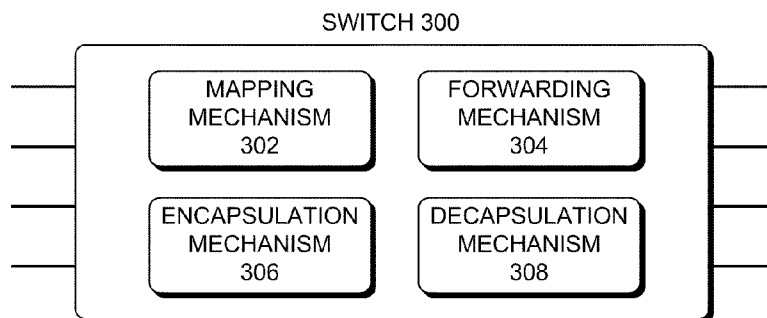 SWITCH 300
MAPPING
MECHANISM
302
FORWARDING
MECHANISM
304
ENCAPSULATION
MECHANISM
306
DECAPSULATION
MECHANISM
308